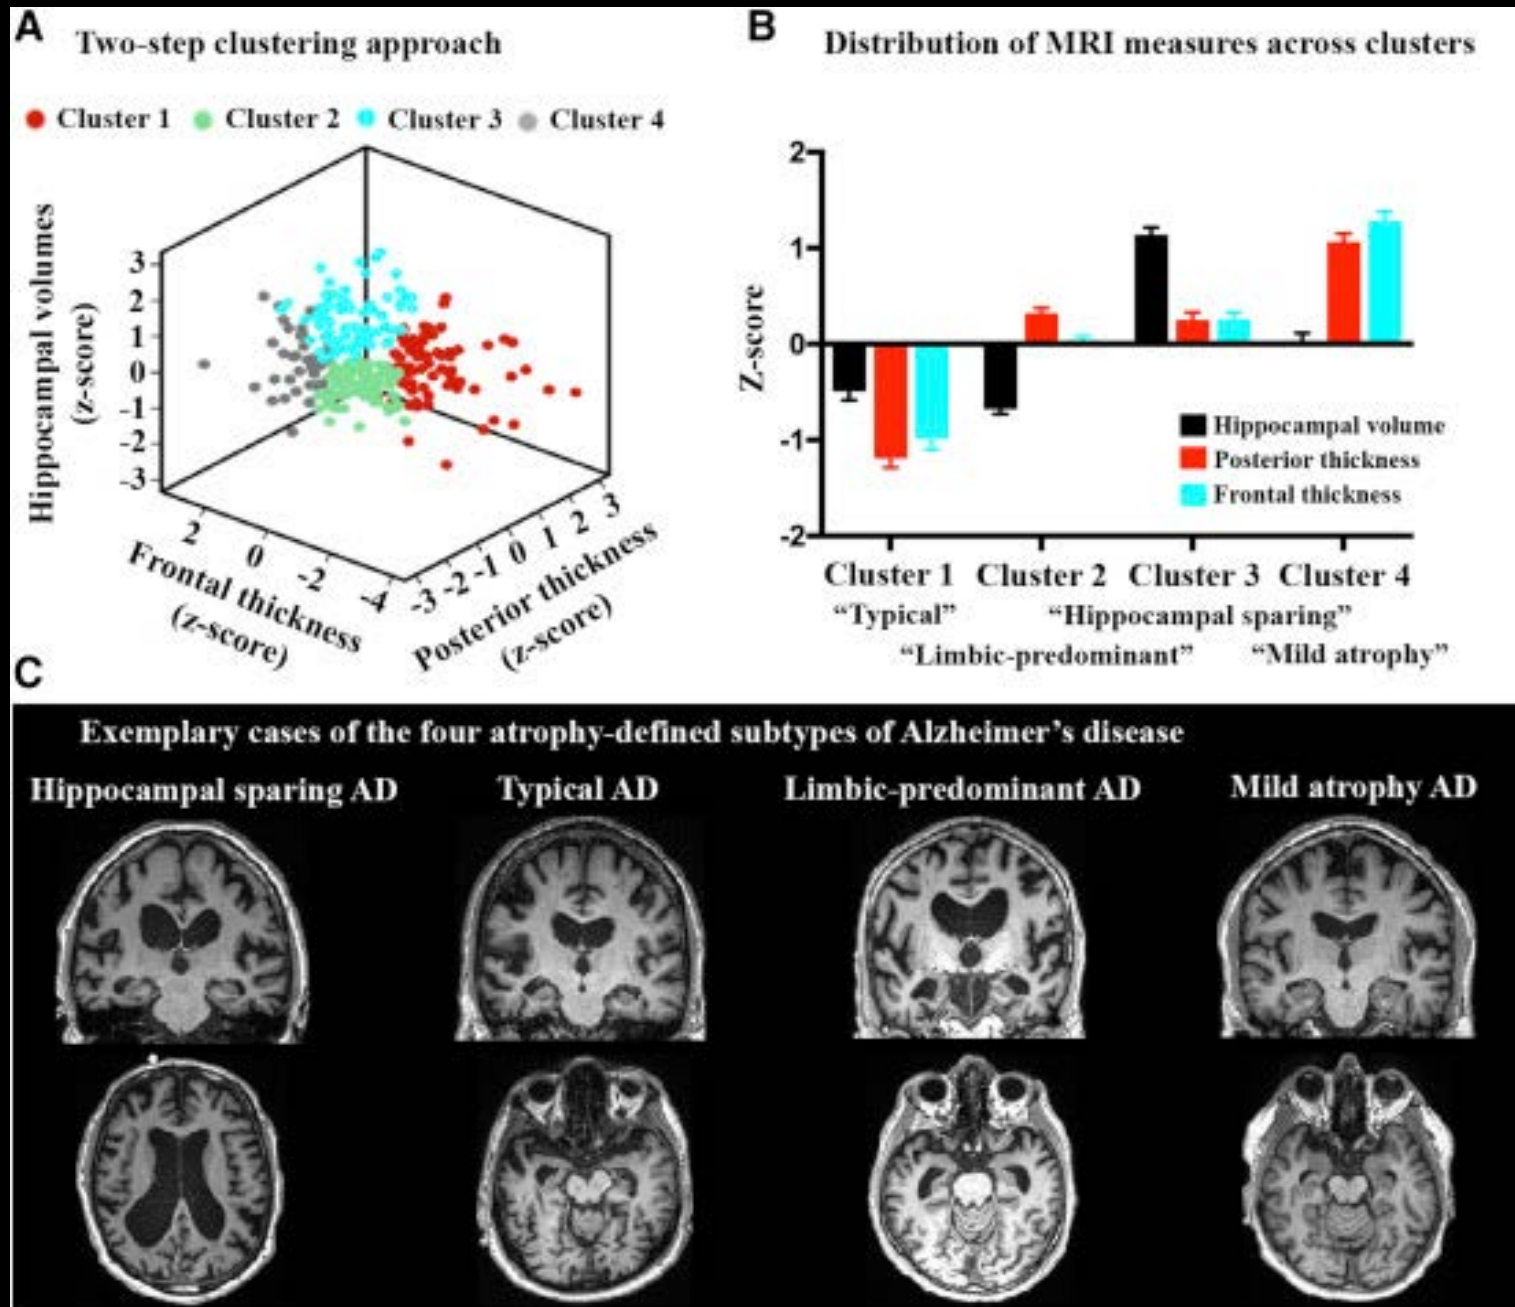 A
Two-step clustering approach
Cluster 1 Cluster 2 Cluster 3 Cluster 4
Hippocampal volumes
(z-score)
3
2
1
0
-1
-2
-3
2 0 -2 -4
Frontal thickness
(z-score)
-3 -2 -1 0 1 2 3
Posterior thickness
(z-score)
B
Distribution of MRI measures across clusters
Z-score
2
1
0
-1
-2
Hippocampal volume
Posterior thickness
Frontal thickness
Cluster 1 Cluster 2 Cluster 3 Cluster 4
“Typical” “Hippocampal sparing”
“Limbic-predominant” “Mild atrophy”
C
Exemplary cases of the four atrophy-defined subtypes of Alzheimer’s disease
Hippocampal sparing AD Typical AD Limbic-predominant AD Mild atrophy AD